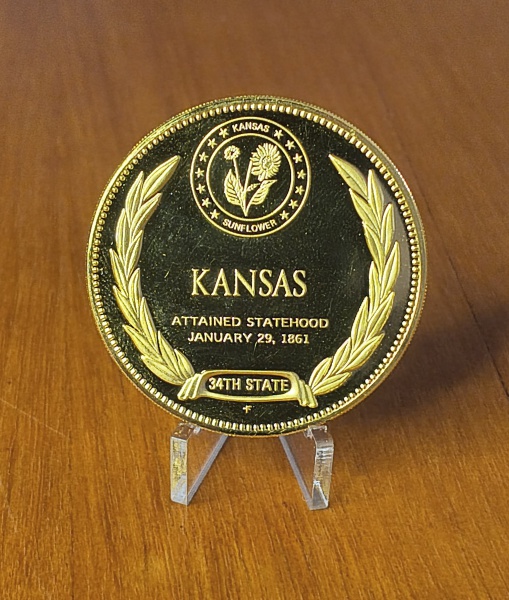 KANSAS
SUNFLOWER
KANSAS
ATTAINED STATEHOOD
JANUARY 29, 1861
34TH STATE
F